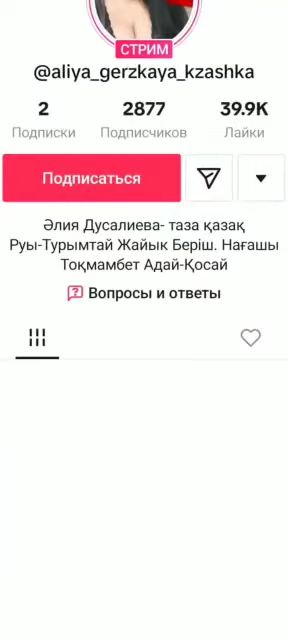 СТРИМ
@aliya_gerzkaya_kzashka
2 2877 39.9K
Подписки Подписчиков Лайки
Подписаться
Әлия Дусалиева- таза қазақ
Руы-Турымтай Жайык Беріш. Нағашы
Тоқмамбет Адай-Қосай
Вопросы и ответы